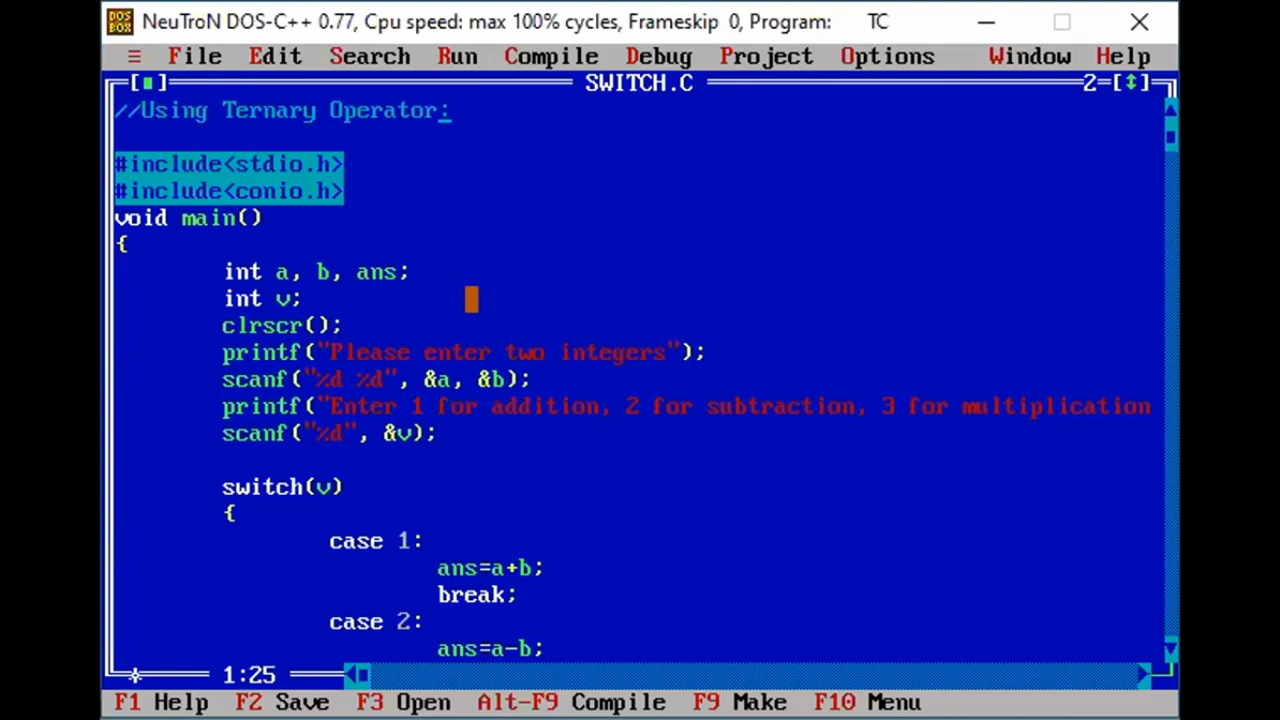 NeuTroN DOS-C++ 0.77, Cpu speed: max 100% cycles, Frameskip 0, Program: TC
≡ File Edit Search Run Compile Debug Project Options Window Help
SWITCH.C 2
//Using Ternary Operator:
#include<stdio.h>
#include<conio.h>
void main()
{
int a, b, ans;
int v;
clrscr();
printf("Please enter two integers");
scanf("%d %d", &a, &b);
printf("Enter 1 for addition, 2 for subtraction, 3 for multiplication
scanf("%d", &v);
switch(v)
{
case 1:
ans=a+b;
break;
case 2:
ans=a-b;
1:25
F1 Help F2 Save F3 Open Alt-F9 Compile F9 Make F10 Menu